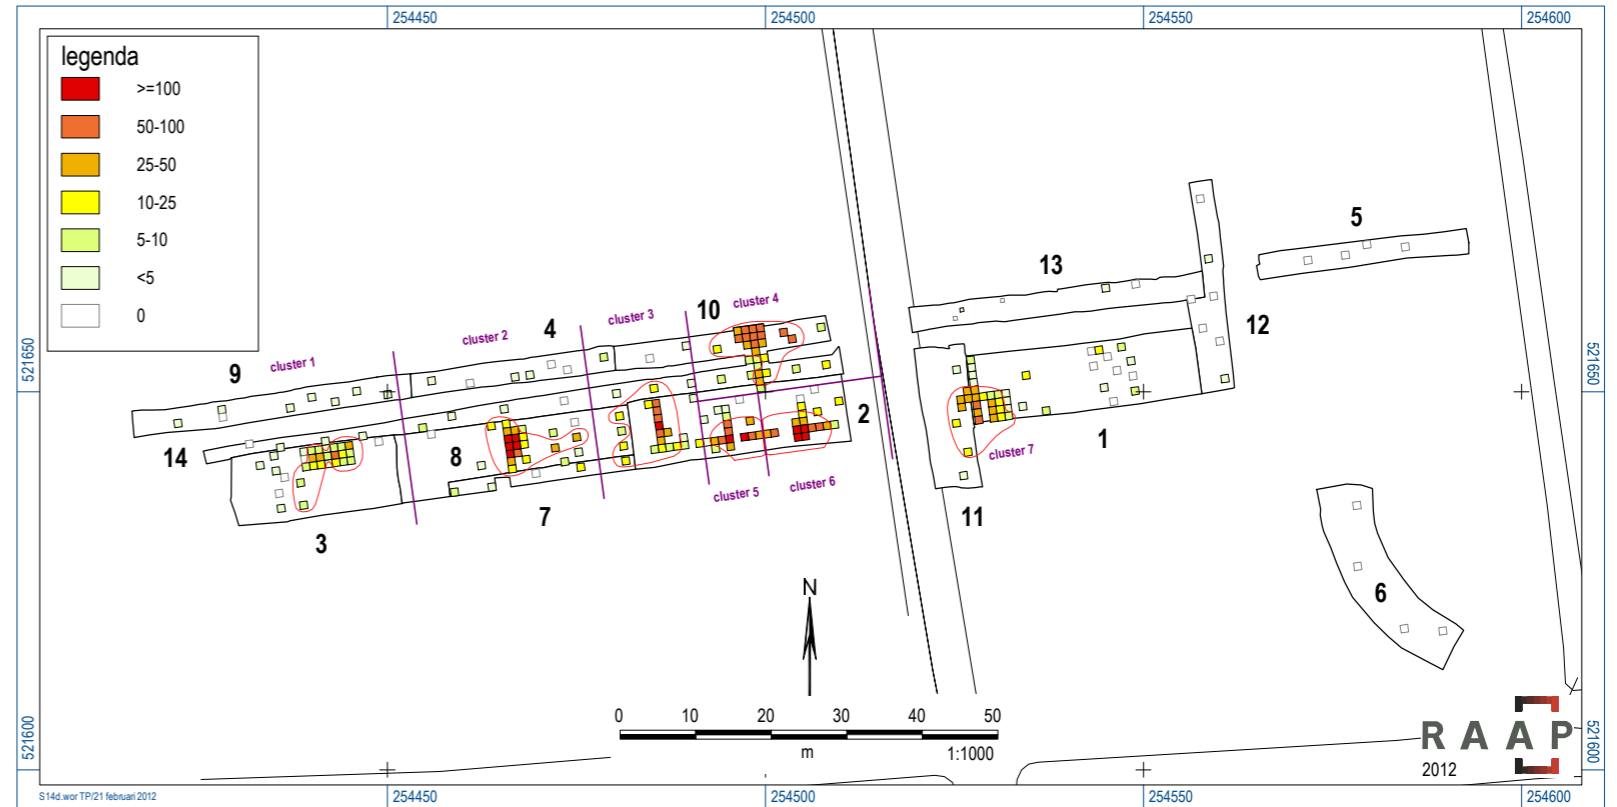 254450
254500
254550
254600
legenda
>=100
50-100
25-50
10-25
5-10
<5
0
5
13
12
10
cluster 4
cluster 3
4
cluster 2
cluster 1
9
521650
521650
2
14
8
3
7
cluster 5
cluster 6
cluster 7
1
11
6
N
0 10 20 30 40 50
m
1:1000
RAAP
2012
521600
521600
S14d.wor TP/21 februari 2012
254450
254500
254550
254600